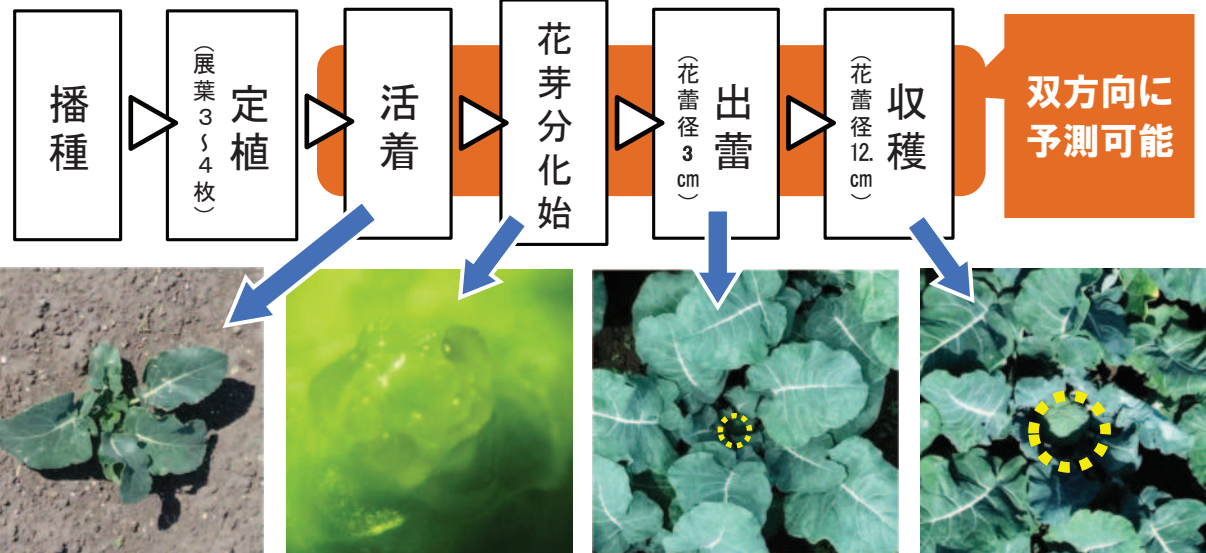 播種
定植
（展葉３〜４枚）
活着
花芽分化始
出蕾
（花蕾径3cm）
収穫
（花蕾径12.cm）
双方向に
予測可能